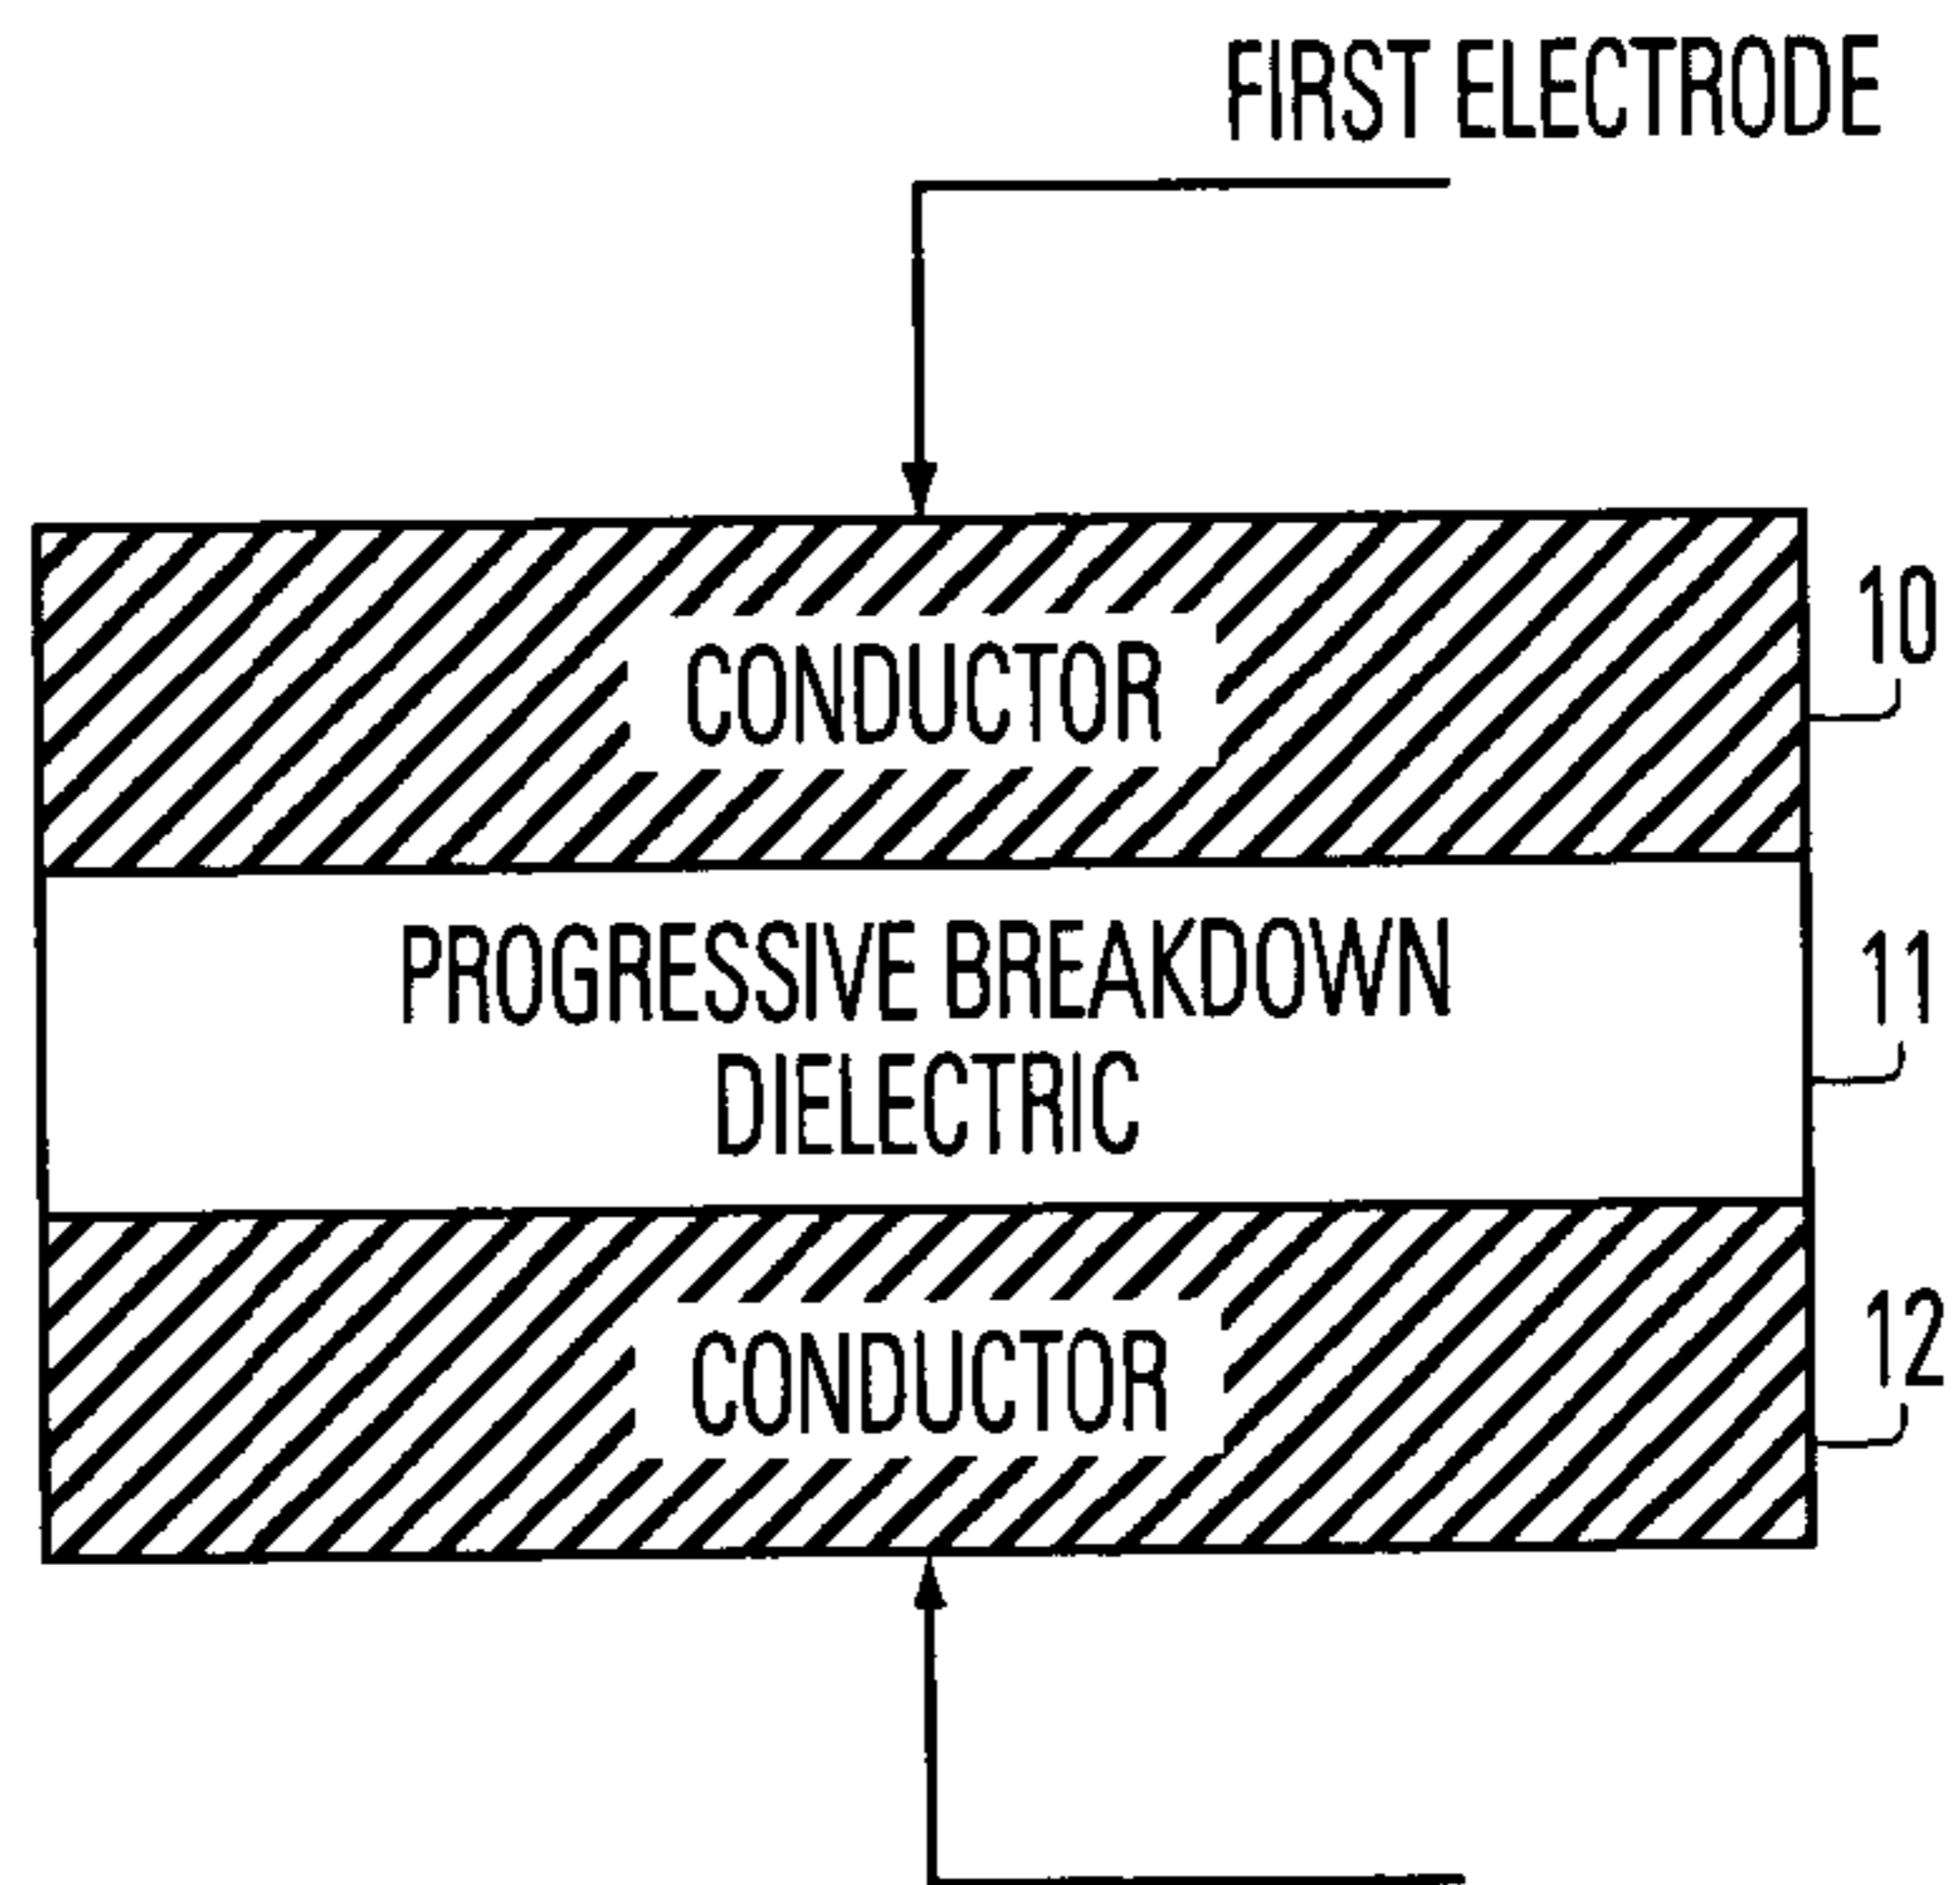 FIRST ELECTRODE
CONDUCTOR
10
PROGRESSIVE BREAKDOWN
DIELECTRIC
11
CONDUCTOR
12